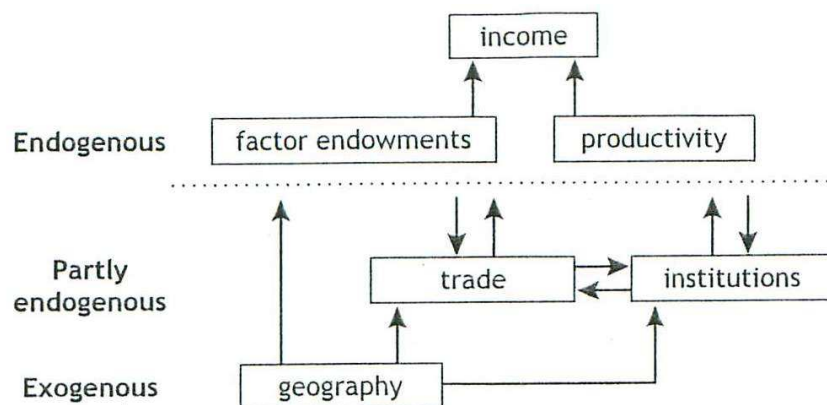 income
Endogenous
factor endowments
productivity
Partly
endogenous
trade
institutions
Exogenous
geography